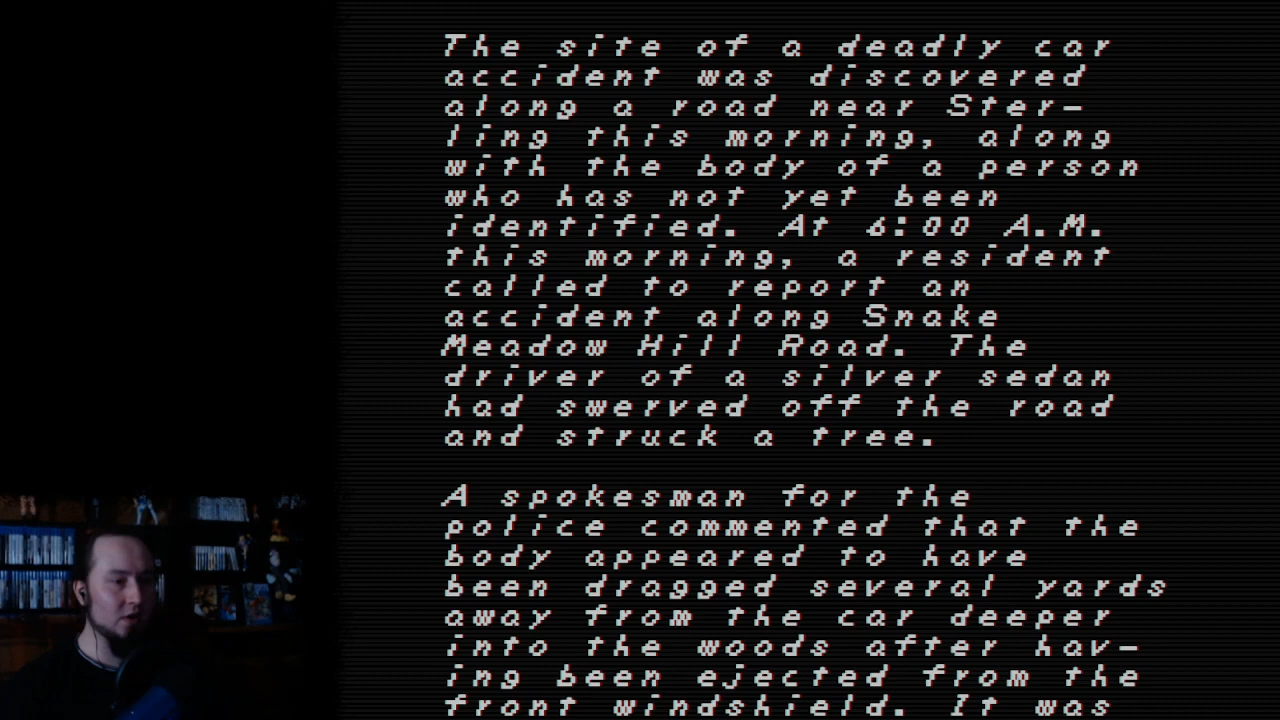 The site of a deadly car
accident was discovered
along a road near Ster-
ling this morning, along
with the body of a person
who has not yet been
identified. At 6:00 A.M.
this morning, a resident
called to report an
accident along Snake
Meadow Hill Road. The
driver of a silver sedan
had swerved off the road
and struck a tree.
A spokesman for the
police commented that the
body appeared to have
been dragged several yards
away from the car deeper
into the woods after hav-
ing been ejected from the
front windshield. It was